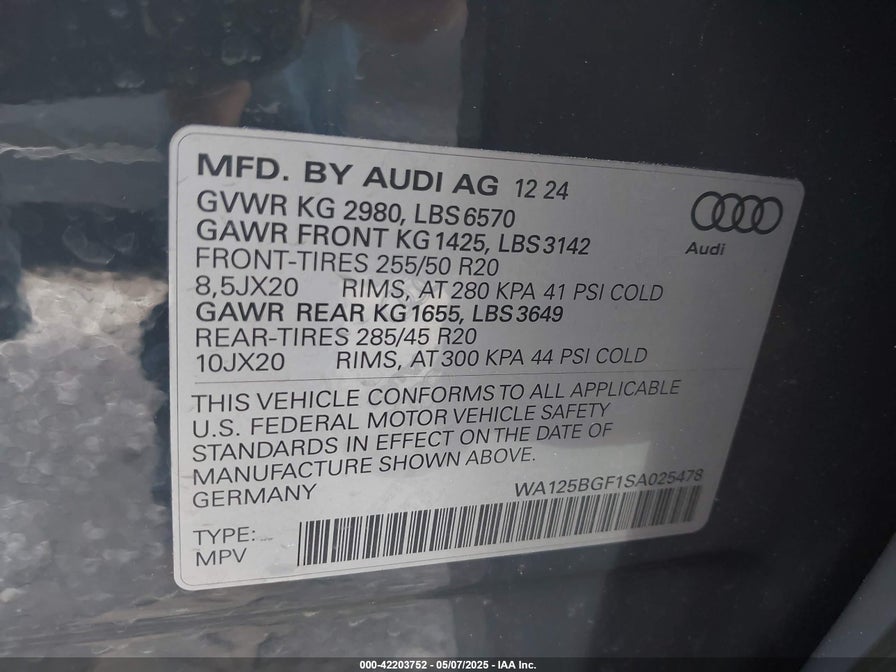 MFD. BY AUDI AG 12 24
GVWR KG 2980, LBS 6570
GAWR FRONT KG 1425, LBS 3142
FRONT-TIRES 255/50 R20
8,5JX20 RIMS, AT 280 KPA 41 PSI COLD
GAWR REAR KG 1655, LBS 3649
REAR-TIRES 285/45 R20
10JX20 RIMS, AT 300 KPA 44 PSI COLD
Audi
THIS VEHICLE CONFORMS TO ALL APPLICABLE
U.S. FEDERAL MOTOR VEHICLE SAFETY
STANDARDS IN EFFECT ON THE DATE OF
MANUFACTURE SHOWN ABOVE.
GERMANY WA125BGF1SA025478
TYPE:
MPV
000-42203752 - 05/07/2025 - IAA Inc.